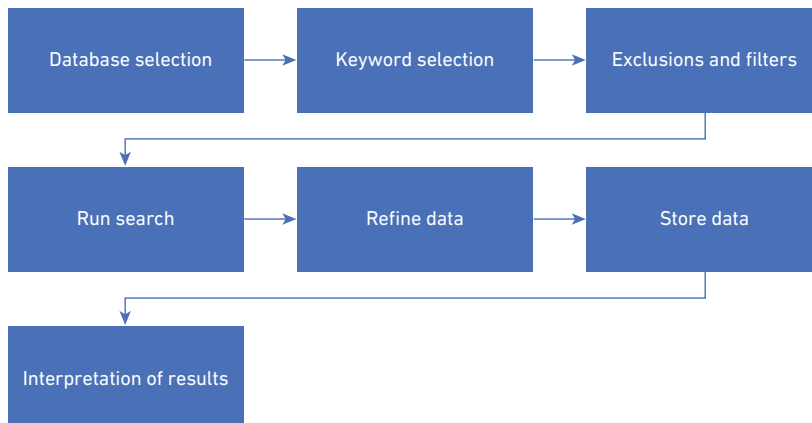 Database selection
Keyword selection
Exclusions and filters
Run search
Refine data
Store data
Interpretation of results